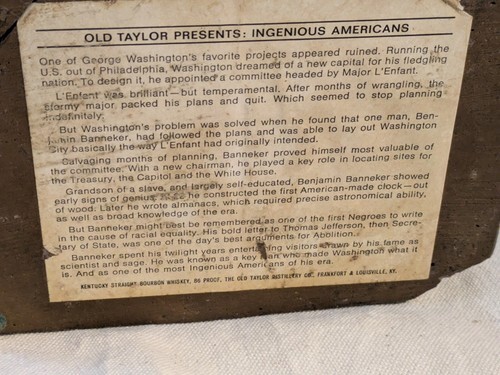 OLD TAYLOR PRESENTS: INGENIOUS AMERICANS
One of George Washington's favorite projects appeared ruined. Running the
U.S. out of Philadelphia, Washington dreamed of a new capital for his fledgling
nation. To design it, he appointed a committee headed by Major L'Enfant.
L'Enfant was brilliant—but temperamental. After months of wrangling, the
stormy major packed his plans and quit. Which seemed to stop planning
indefinitely.
But Washington's problem was solved when he found that one man, Ben-
jamin Banneker, had followed the plans and was able to lay out Washington
City basically the way L'Enfant had originally intended.
Salvaging months of planning, Banneker proved himself most valuable of
the committee. With a new chairman, he played a key role in locating sites for
the Treasury, the Capitol and the White House.
Grandson of a slave, and largely self-educated, Benjamin Banneker showed
early signs of genius. he constructed the first American-made clock—out
of wood. Later he wrote almanacs, which required precise astronomical ability,
as well as broad knowledge of the era.
But Banneker might best be remembered as one of the first Negroes to write
in the cause of racial equality. His bold letter to Thomas Jefferson, then Secre-
tary of State, was one of the day's best arguments for Abolition.
Banneker spent his twilight years entertaining visitors drawn by his fame as
scientist and sage. He was known as a key man who made Washington what it
is. And as one of the most Ingenious Americans of his era.
KENTUCKY STRAIGHT BOURBON WHISKEY, 86 PROOF, THE OLD TAYLOR DISTILLERY CO., FRANKFORT & LOUISVILLE, KY.